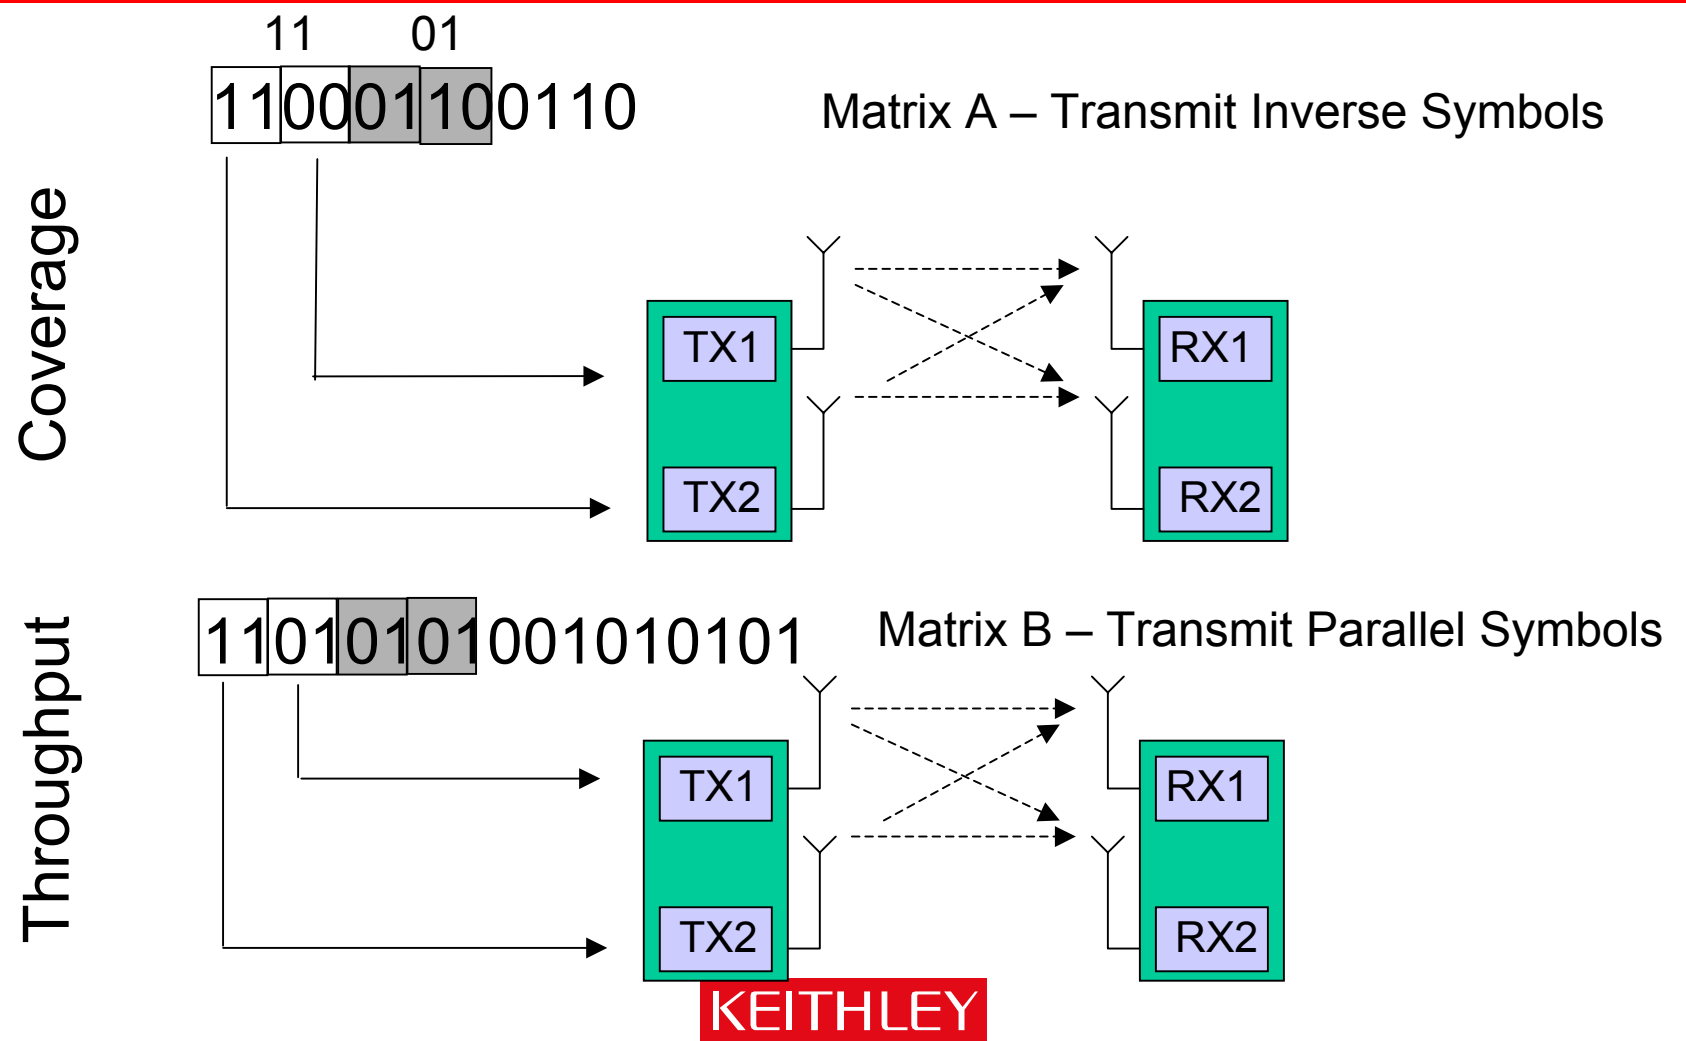 11 01
110001100110
Matrix A – Transmit Inverse Symbols
Coverage
TX1
RX1
TX2
RX2
11010101001010101
Matrix B – Transmit Parallel Symbols
Throughput
TX1
RX1
TX2
RX2
KEITHLEY